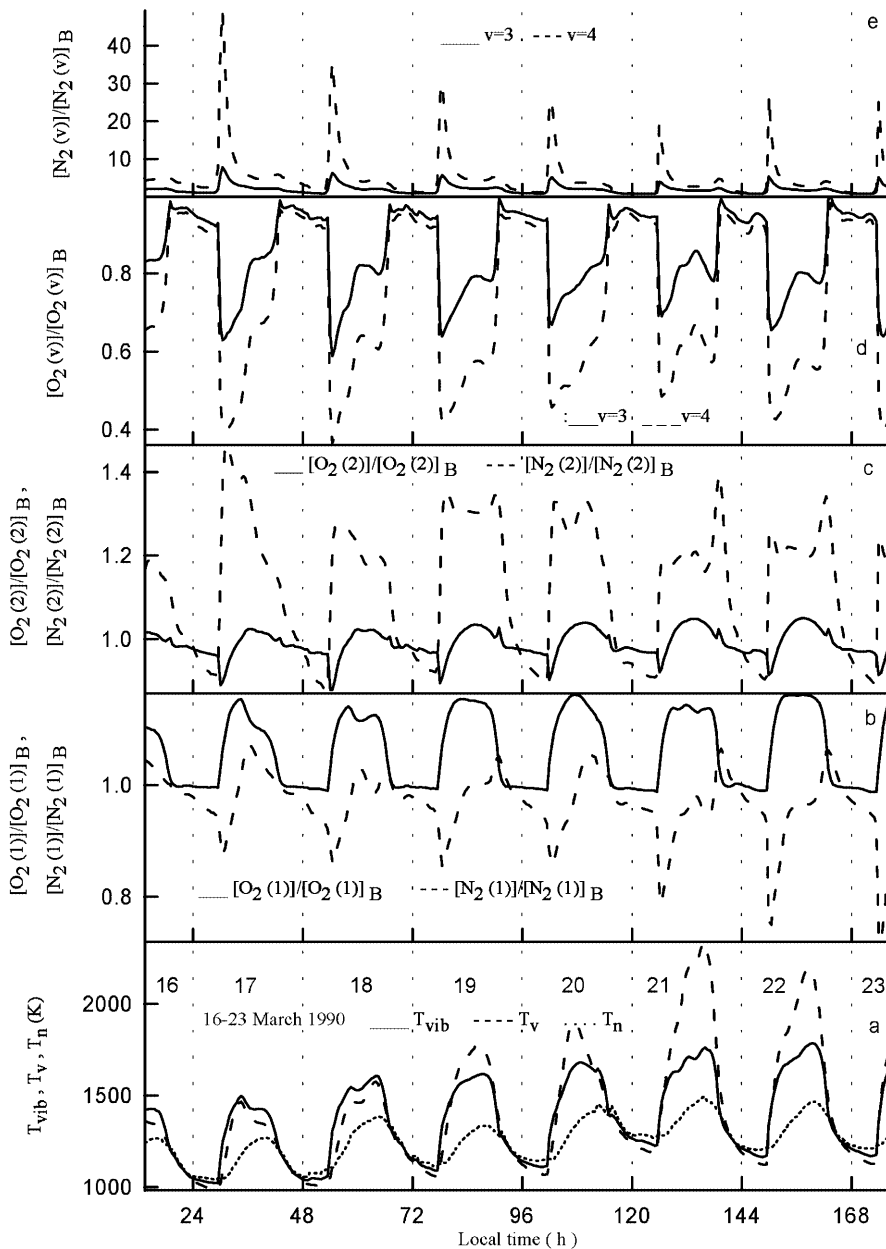 e
v=3 v=4
[N2(v)]/[N2(v)]B
40
30
20
10
[O2(v)]/[O2(v)]B
0.8
0.6
0.4
d
:v=3 v=4
c
[O2(2)]/[O2(2)]B [N2(2)]/[N2(2)]B
[O2(2)]/[O2(2)]B,
[N2(2)]/[N2(2)]B
1.4
1.2
1.0
b
[O2(1)]/[O2(1)]B,
[N2(1)]/[N2(1)]B
1.0
0.8
[O2(1)]/[O2(1)]B [N2(1)]/[N2(1)]B
16 17 18 19 20 21 22 23
16-23 March 1990 Tvib Tv Tn a
Tvib, Tv, Tn (K)
2000
1500
1000
24 48 72 96 120 144 168
Local time ( h )